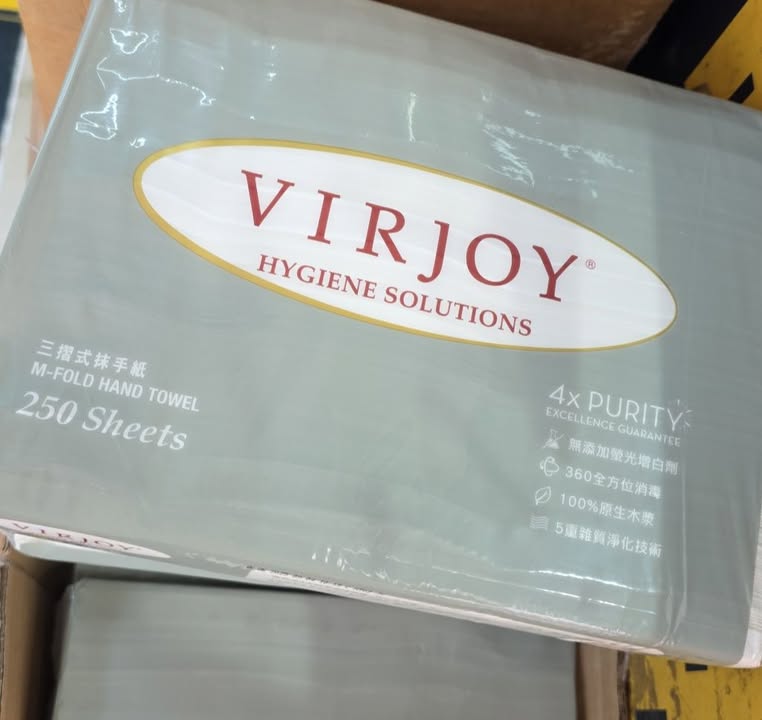 VIRJOY®
HYGIENE SOLUTIONS
三摺式抹手紙
M-FOLD HAND TOWEL
250 Sheets
4x PURITY
EXCELLENCE GUARANTEE
無添加螢光增白劑
360全方位消毒
100%原生木漿
5重雜質淨化技術
VIRJOY